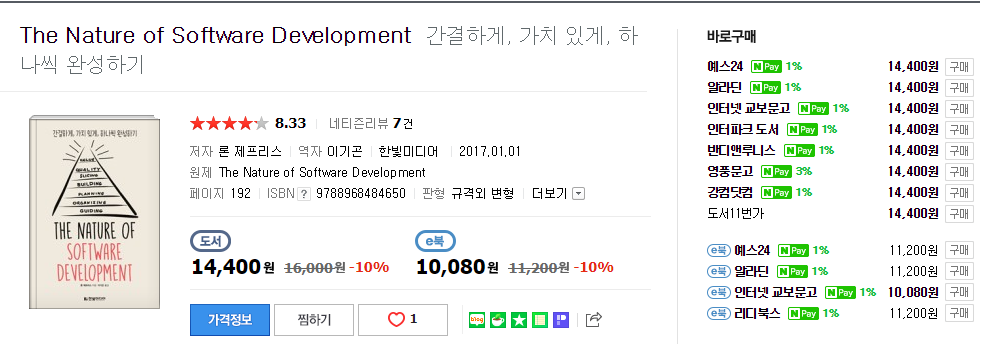 The Nature of Software Development 간결하게, 가치 있게, 하
나씩 완성하기
간결하게, 가치 있게, 하나씩 완성하기
VALUE
QUALITY
SLICING
BUILDING
PLANNING
ORGANIZING
GUIDING
THE NATURE OF
SOFTWARE
DEVELOPMENT
한빛미디어
8.33 네티즌리뷰 7건
저자 론 제프리스 역자 이기곤 한빛미디어 2017.01.01
원제 The Nature of Software Development
페이지 192 ISBN ? 9788968484650 판형 규격외 변형 더보기
도서
14,400원 16,000원 -10%
e북
10,080원 11,200원 -10%
가격정보 찜하기 1
blog
바로구매
예스24 N Pay 1% 14,400원 구매
알라딘 N Pay 1% 14,400원 구매
인터넷 교보문고 N Pay 1% 14,400원 구매
인터파크 도서 N Pay 1% 14,400원 구매
반디앤루니스 N Pay 1% 14,400원 구매
영풍문고 N Pay 3% 14,400원 구매
강컴닷컴 N Pay 1% 14,400원 구매
도서11번가 14,400원 구매
e북 예스24 N Pay 1% 11,200원 구매
e북 알라딘 N Pay 1% 11,200원 구매
e북 인터넷 교보문고 N Pay 1% 10,080원 구매
e북 리디북스 N Pay 1% 11,200원 구매